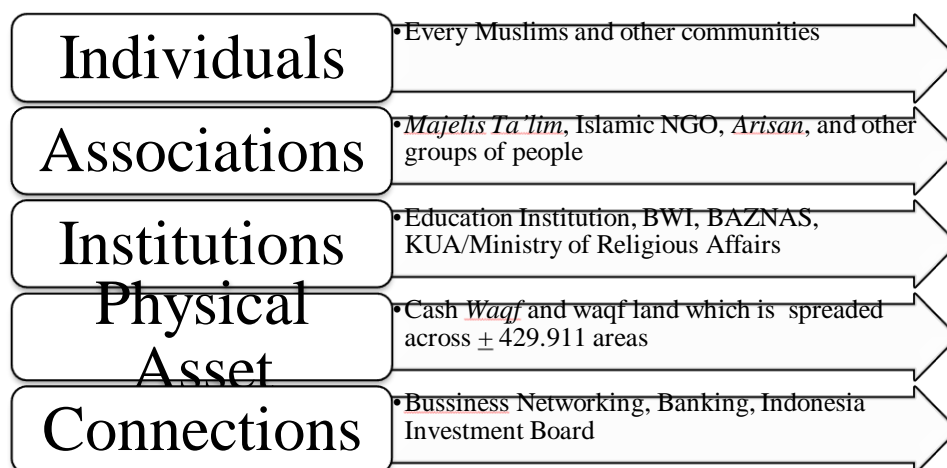 Individuals
•Every Muslims and other communities
Associations
•Majelis Ta'lim, Islamic NGO, Arisan, and other
groups of people
Institutions
•Education Institution, BWI, BAZNAS,
KUA/Ministry of Religious Affairs
Physical
Asset
•Cash Waqf and waqf land which is  spreaded
across ± 429.911 areas
Connections
•Bussiness Networking, Banking, Indonesia
Investment Board